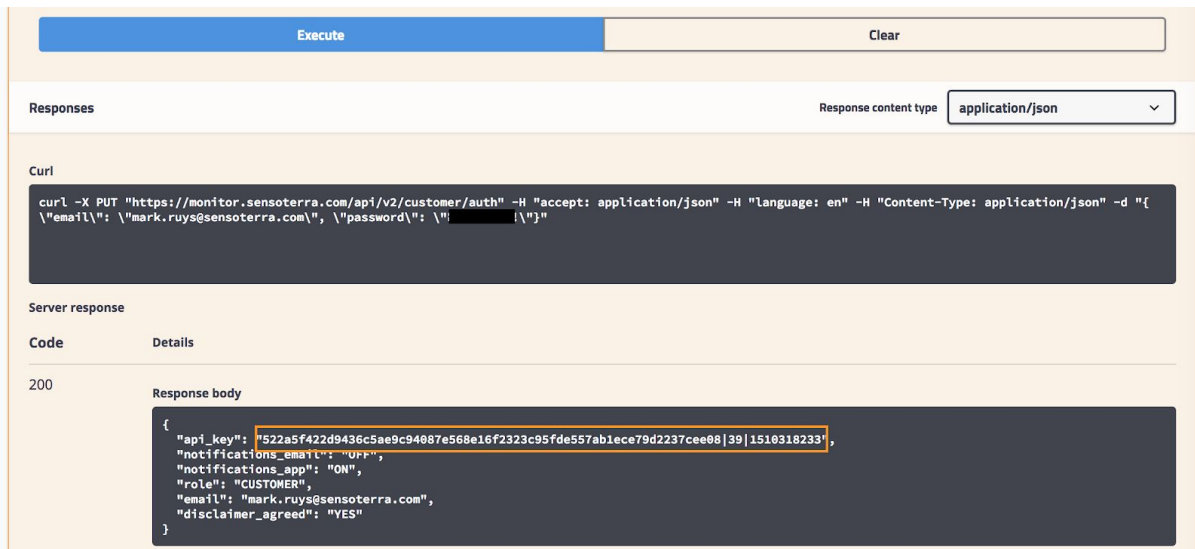 Execute Clear
Responses Response content type application/json
Curl
curl -X PUT "https://monitor.sensoterra.com/api/v2/customer/auth" -H "accept: application/json" -H "language: en" -H "Content-Type: application/json" -d "{
\"email\": \"mark.ruys@sensoterra.com\", \"password\": \" \"}"
Server response
Code Details
200
Response body
{
"api_key": "522a5f422d9436c5ae9c94087e568e16f2323c95fde557ab1ece79d2237cee08|39|1510318233",
"notifications_email": "OFF",
"notifications_app": "ON",
"role": "CUSTOMER",
"email": "mark.ruys@sensoterra.com",
"disclaimer_agreed": "YES"
}